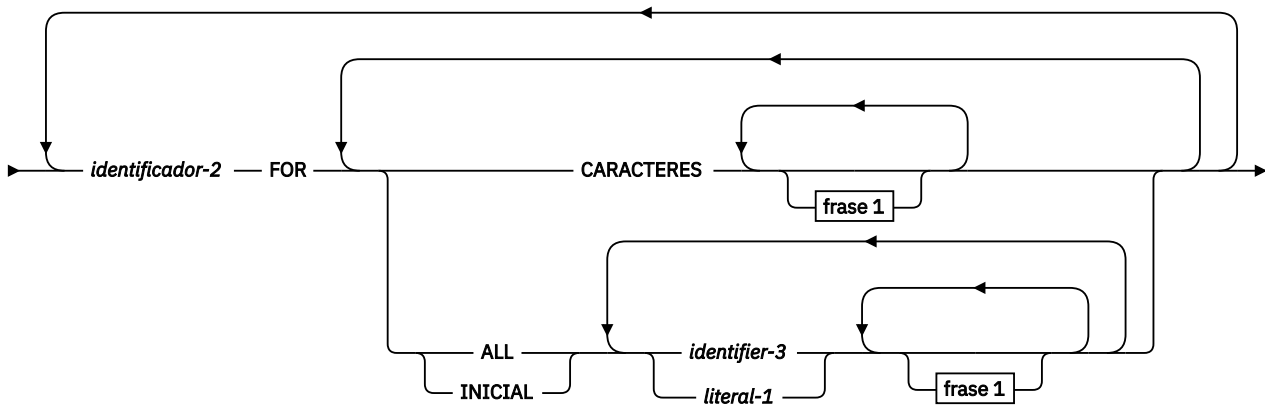 identificador-2 FOR CARACTERES
frase 1
ALL identifier-3
INICIAL literal-1 frase 1